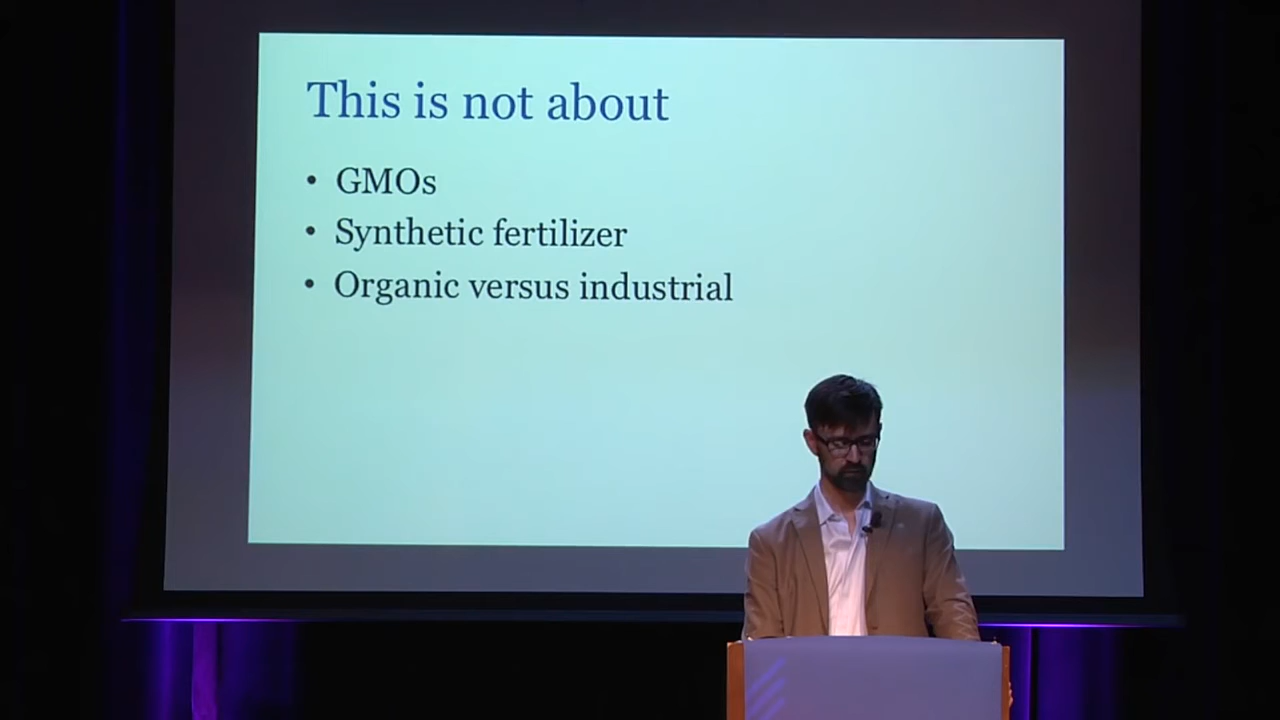 This is not about
• GMOs
• Synthetic fertilizer
• Organic versus industrial